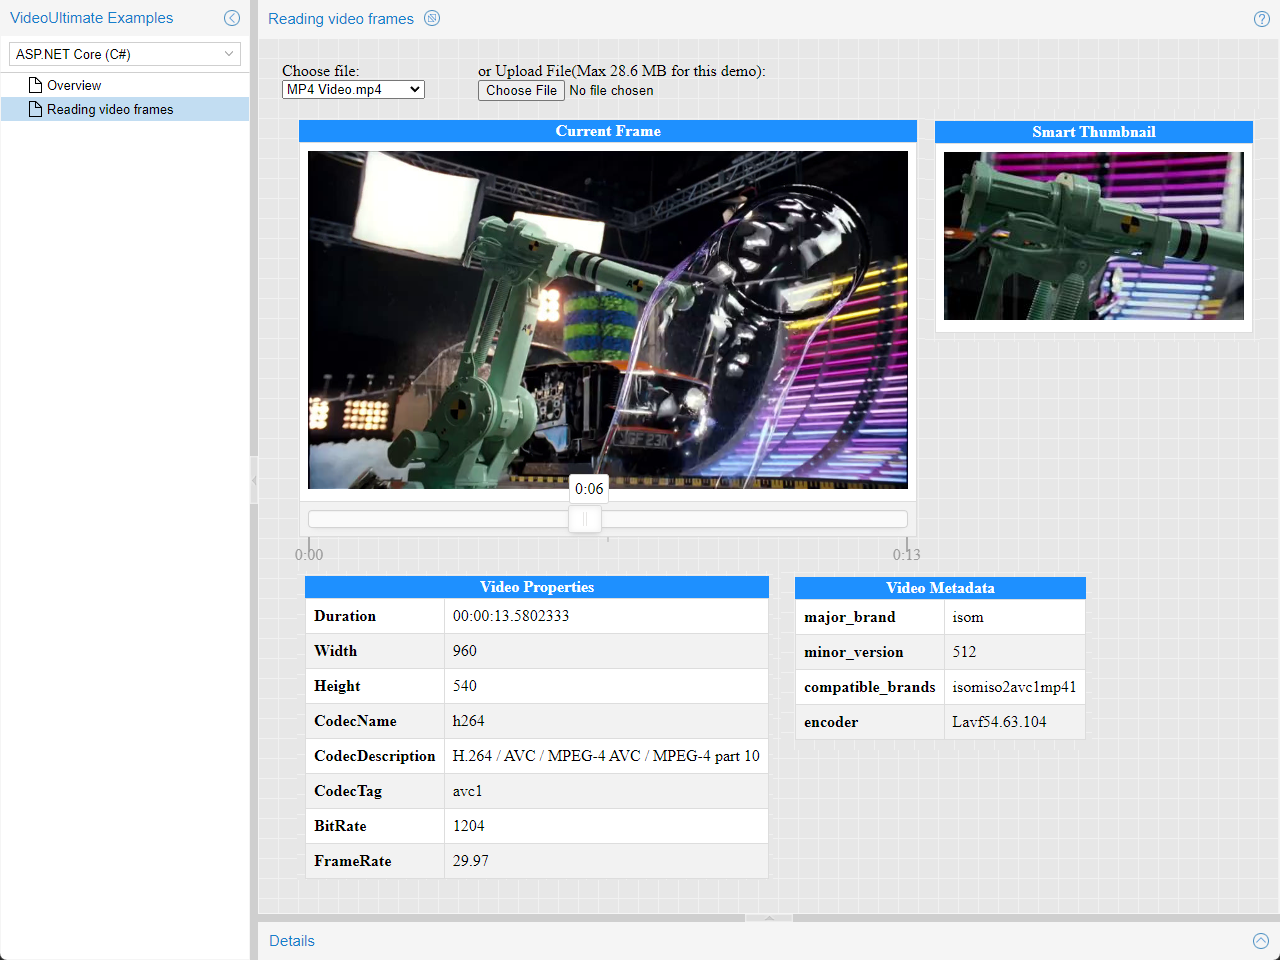 VideoUltimate Examples
ASP.NET Core (C#)
Overview
Reading video frames
Reading video frames
Choose file:
MP4 Video.mp4
or Upload File(Max 28.6 MB for this demo):
Choose File No file chosen
Current Frame
JGF 23K
0:06
0:00
0:13
Smart Thumbnail
Video Properties
Duration 00:00:13.5802333
Width 960
Height 540
CodecName h264
CodecDescription H.264 / AVC / MPEG-4 AVC / MPEG-4 part 10
CodecTag avc1
BitRate 1204
FrameRate 29.97
Video Metadata
major_brand isom
minor_version 512
compatible_brands isomiso2avc1mp41
encoder Lavf54.63.104
Details